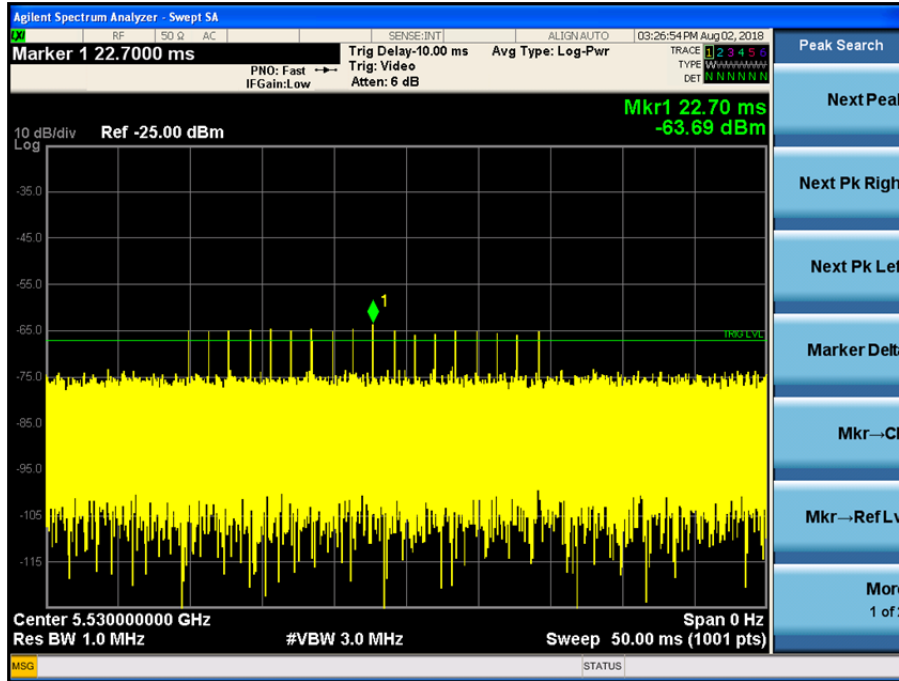 Agilent Spectrum Analyzer - Swept SA
LXI RF 50 Ω AC SENSE:INT ALIGN AUTO 03:26:54 PM Aug 02, 2018
Marker 1 22.7000 ms
Trig Delay-10.00 ms Avg Type: Log-Pwr
TRACE 1 2 3 4 5 6
PNO: Fast Trig: Video
TYPE WWWWWW
IFGain:Low Atten: 6 dB
DET N N N N N N
Mkr1 22.70 ms
-63.69 dBm
10 dB/div Ref -25.00 dBm
Log
-35.0
-45.0
-55.0
1
-65.0
TRIG LVL
-75.0
-85.0
-95.0
-105
-115
Center 5.530000000 GHz Span 0 Hz
Res BW 1.0 MHz #VBW 3.0 MHz Sweep 50.00 ms (1001 pts)
MSG STATUS
Peak Search
Next Peak
Next Pk Righ
Next Pk Lef
Marker Delta
Mkr→C
Mkr→Ref Lv
More
1 of 2